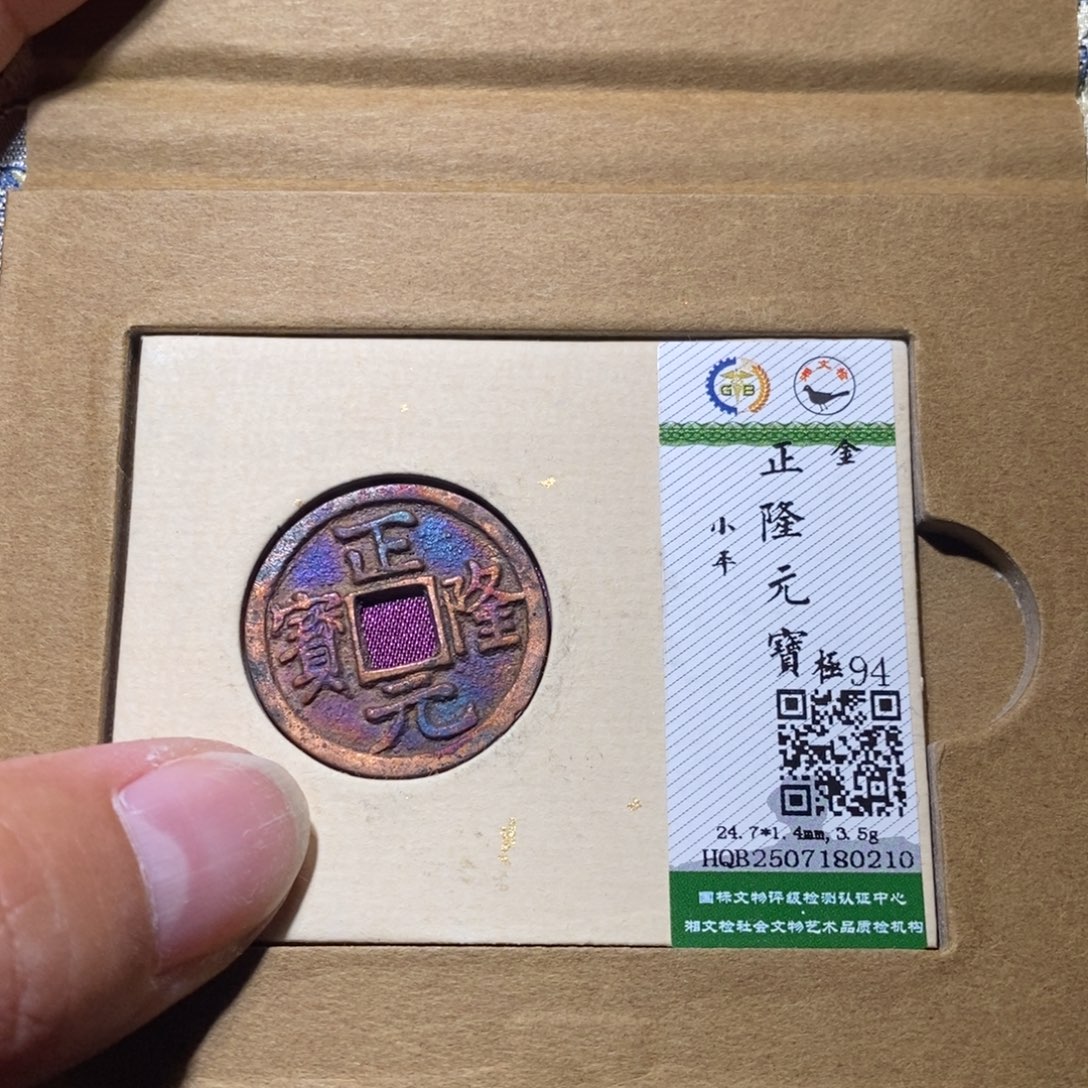 正
隆
元
寳
GB
湘文检
金
正隆元寶
小平
極94
24.7*1.4mm,3.5g
HQB2507180210
国标文物评级检测认证中心
湘文检社会文物艺术品质检机构